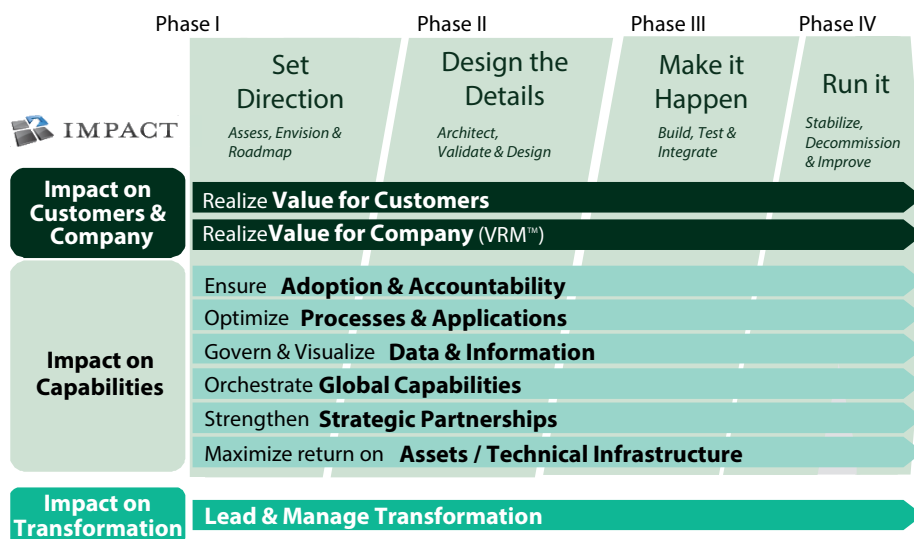 Phase I
Phase II
Phase III
Phase IV
Set
Direction
Assess, Envision &
Roadmap
Design the
Details
Architect,
Validate & Design
Make it
Happen
Build, Test &
Integrate
Run it
Stabilize,
Decommission
& Improve
IMPACT
Impact on
Customers &
Company
Realize Value for Customers
Realize Value for Company (VRM™)
Impact on
Capabilities
Ensure Adoption & Accountability
Optimize Processes & Applications
Govern & Visualize Data & Information
Orchestrate Global Capabilities
Strengthen Strategic Partnerships
Maximize return on Assets / Technical Infrastructure
Impact on
Transformation
Lead & Manage Transformation